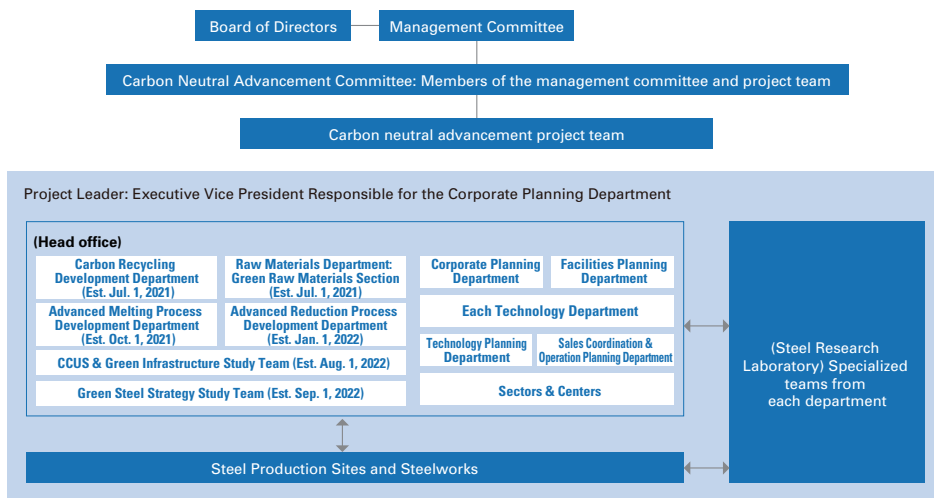 Board of Directors
Management Committee
Carbon Neutral Advancement Committee: Members of the management committee and project team
Carbon neutral advancement project team
Project Leader: Executive Vice President Responsible for the Corporate Planning Department
(Head office)
Carbon Recycling
Development Department
(Est. Jul. 1, 2021)
Raw Materials Department:
Green Raw Materials Section
(Est. Jul. 1, 2021)
Advanced Melting Process
Development Department
(Est. Oct. 1, 2021)
Advanced Reduction Process
Development Department
(Est. Jan. 1, 2022)
CCUS & Green Infrastructure Study Team (Est. Aug. 1, 2022)
Green Steel Strategy Study Team (Est. Sep. 1, 2022)
Corporate Planning
Department
Facilities Planning
Department
Each Technology Department
Technology Planning
Department
Sales Coordination &
Operation Planning Department
Sectors & Centers
(Steel Research
Laboratory) Specialized
teams from
each department
Steel Production Sites and Steelworks